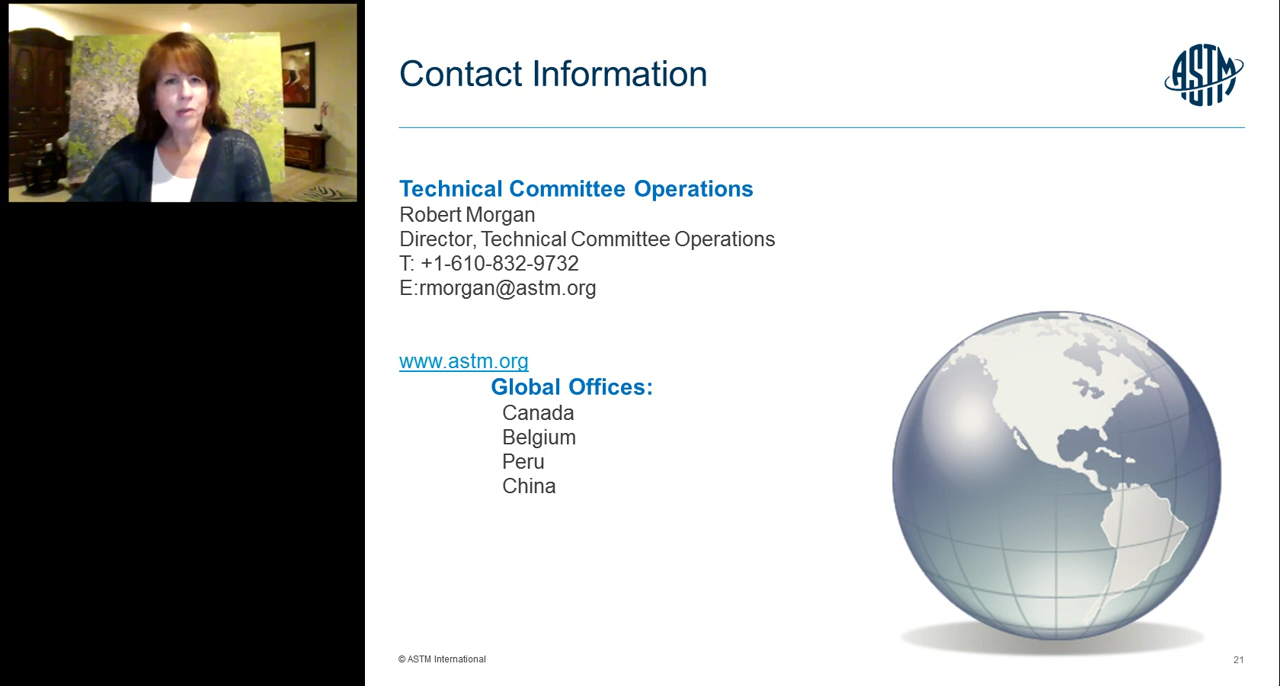 Contact Information
ASTM
Technical Committee Operations
Robert Morgan
Director, Technical Committee Operations
T: +1-610-832-9732
E:rmorgan@astm.org
www.astm.org
Global Offices:
Canada
Belgium
Peru
China
© ASTM International
21